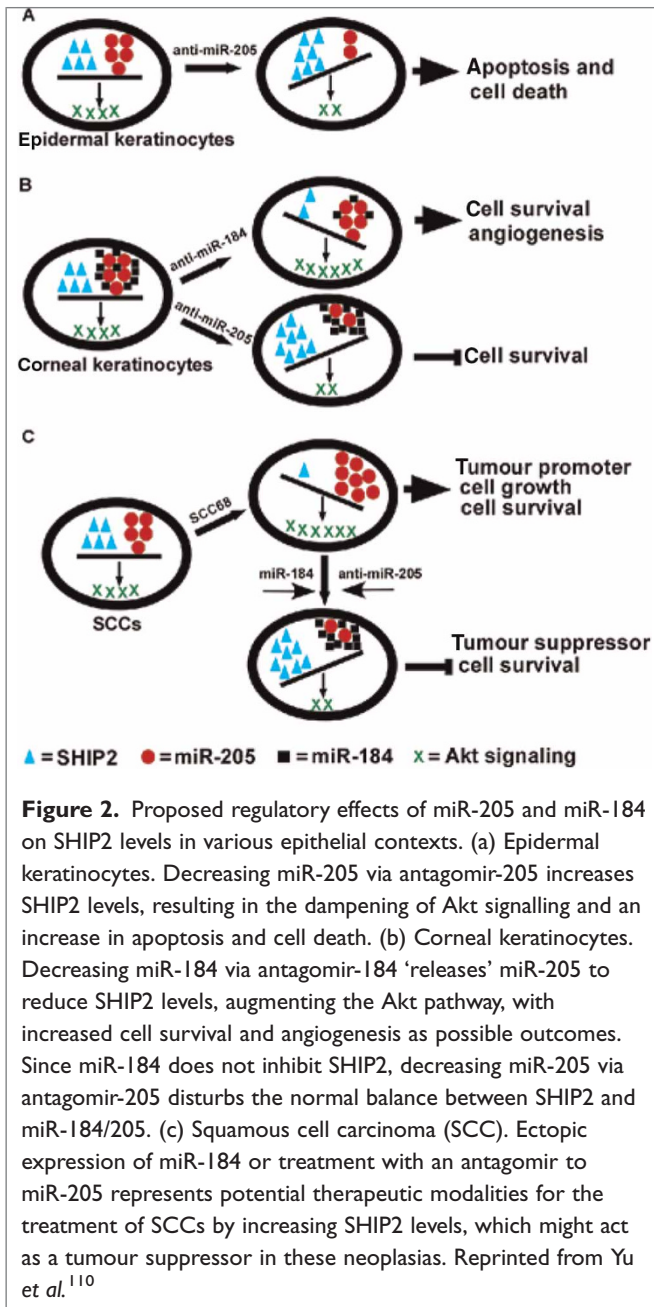 A
anti-miR-205
Apoptosis and
cell death
X X X X
X X
Epidermal keratinocytes
B
anti-miR-184
Cell survival
angiogenesis
X X X X X X
anti-miR-205
X X X X
Corneal keratinocytes
Cell survival
X X
C
SCC68
Tumour promoter
cell growth
cell survival
X X X X X X
X X X X
SCCs
miR-184
anti-miR-205
Tumour suppressor
cell survival
X X
= SHIP2 = miR-205 = miR-184 X = Akt signaling
Figure 2. Proposed regulatory effects of miR-205 and miR-184
on SHIP2 levels in various epithelial contexts. (a) Epidermal
keratinocytes. Decreasing miR-205 via antagomir-205 increases
SHIP2 levels, resulting in the dampening of Akt signalling and an
increase in apoptosis and cell death. (b) Corneal keratinocytes.
Decreasing miR-184 via antagomir-184 ‘releases’ miR-205 to
reduce SHIP2 levels, augmenting the Akt pathway, with
increased cell survival and angiogenesis as possible outcomes.
Since miR-184 does not inhibit SHIP2, decreasing miR-205 via
antagomir-205 disturbs the normal balance between SHIP2 and
miR-184/205. (c) Squamous cell carcinoma (SCC). Ectopic
expression of miR-184 or treatment with an antagomir to
miR-205 represents potential therapeutic modalities for the
treatment of SCCs by increasing SHIP2 levels, which might act
as a tumour suppressor in these neoplasias. Reprinted from Yu
et al.110